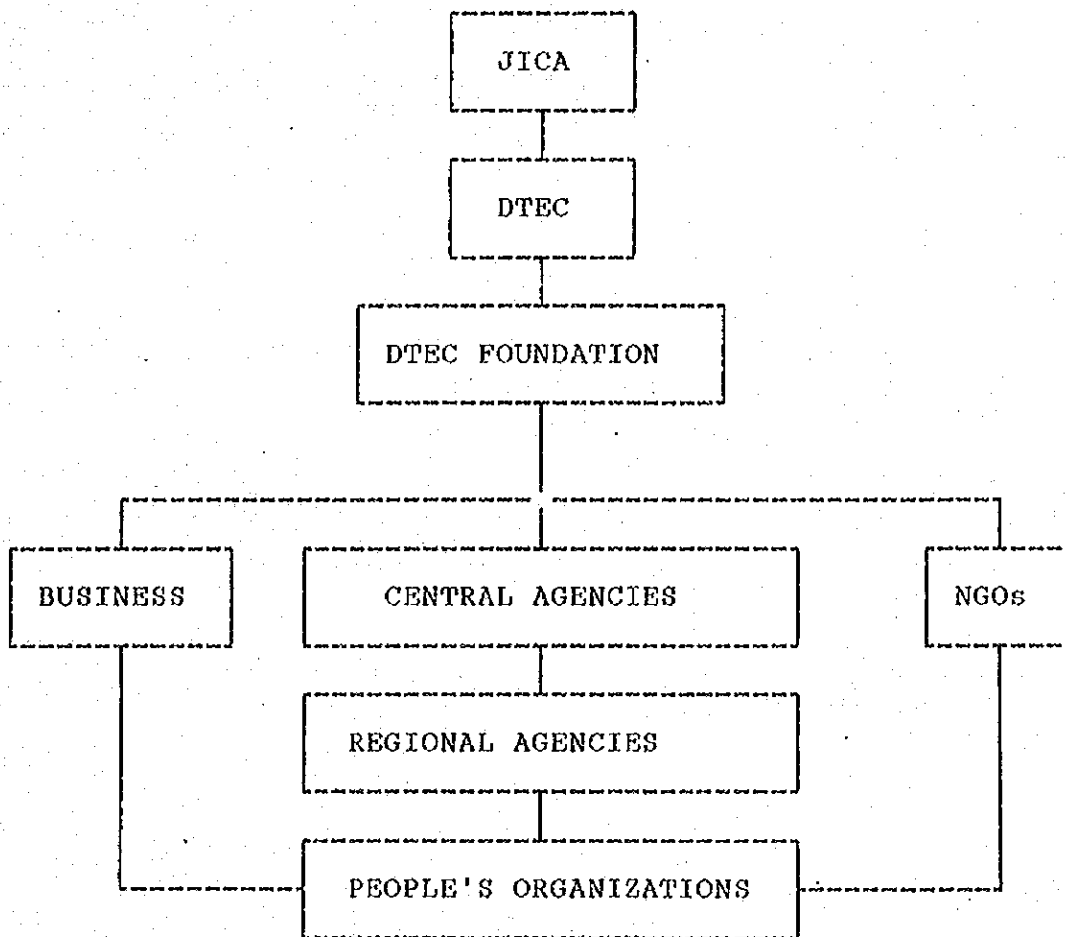 JICA
DTEC
DTEC FOUNDATION
BUSINESS
CENTRAL AGENCIES
NGOs
REGIONAL AGENCIES
PEOPLE'S ORGANIZATIONS